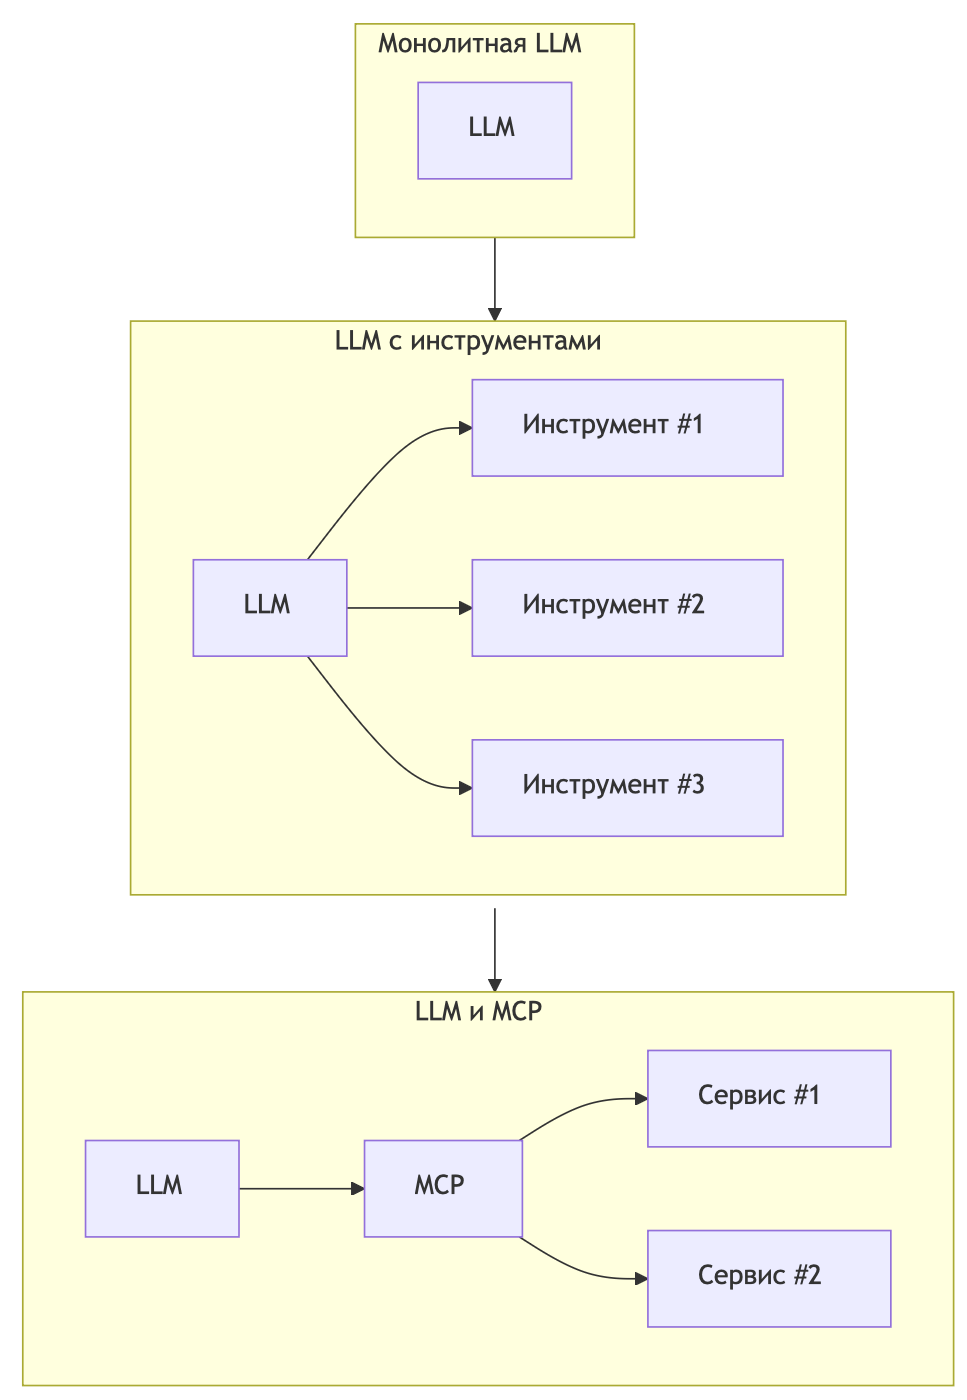 Монолитная LLM
LLM
LLM с инструментами
Инструмент #1
LLM
Инструмент #2
Инструмент #3
LLM и MCP
Сервис #1
LLM
MCP
Сервис #2